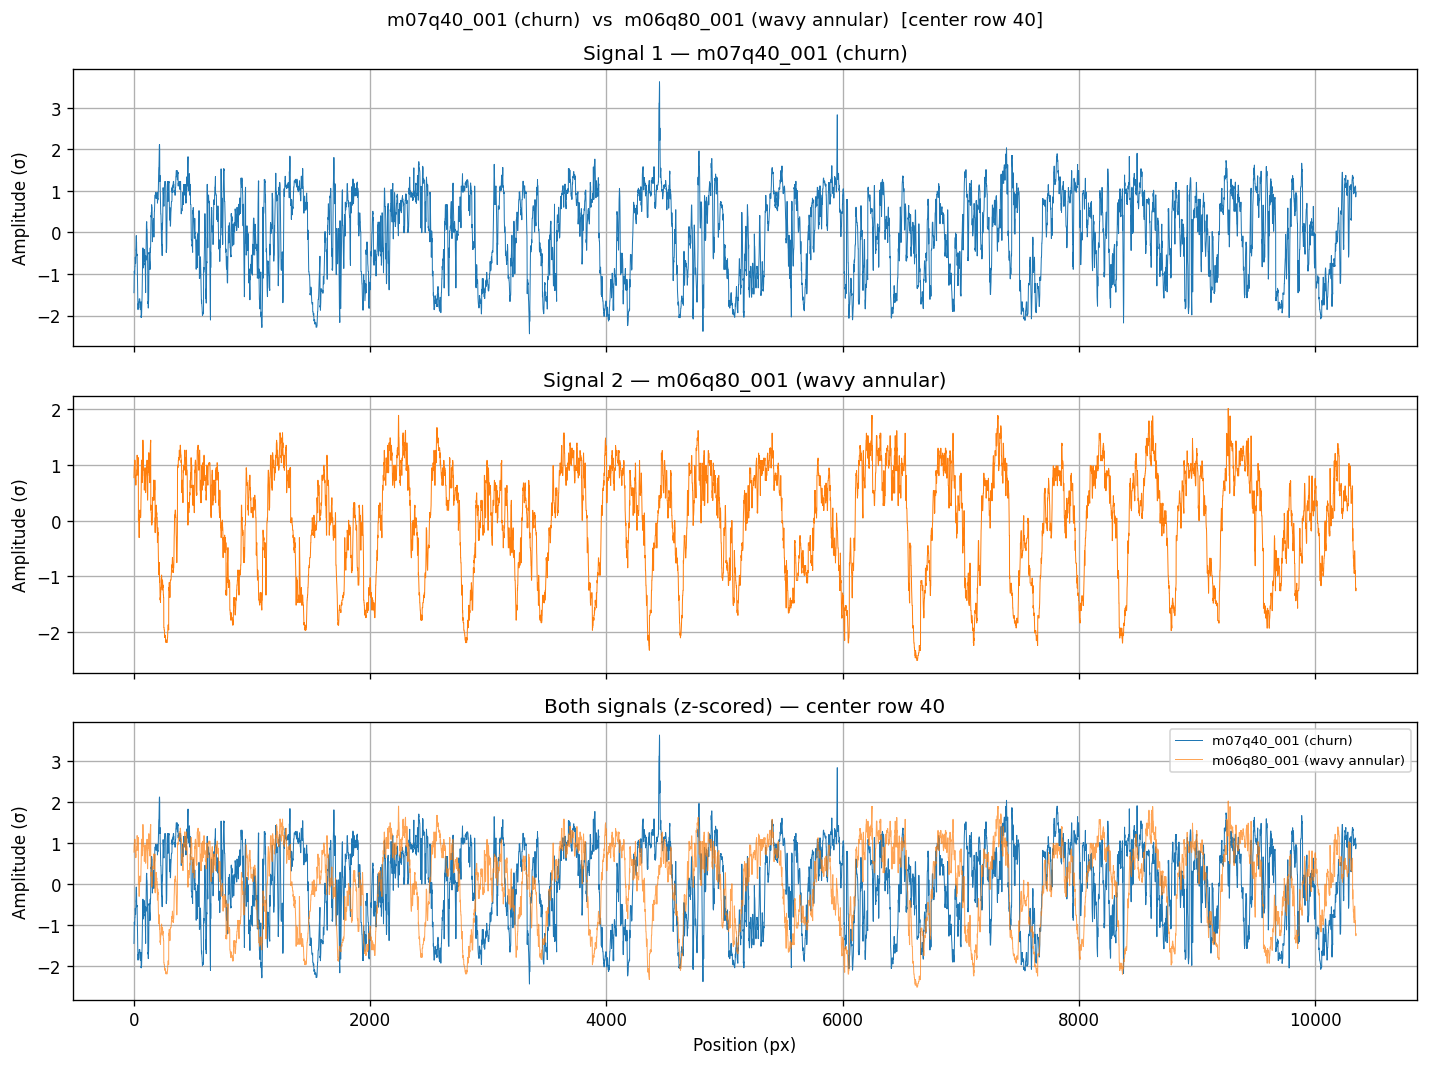 m07q40_001 (churn)  vs  m06q80_001 (wavy annular)  [center row 40]
Signal 1 — m07q40_001 (churn)
Amplitude (σ)
3
2
1
0
−1
−2
Signal 2 — m06q80_001 (wavy annular)
Amplitude (σ)
2
1
0
−1
−2
Both signals (z-scored) — center row 40
m07q40_001 (churn)
m06q80_001 (wavy annular)
Amplitude (σ)
3
2
1
0
−1
−2
0 2000 4000 6000 8000 10000
Position (px)